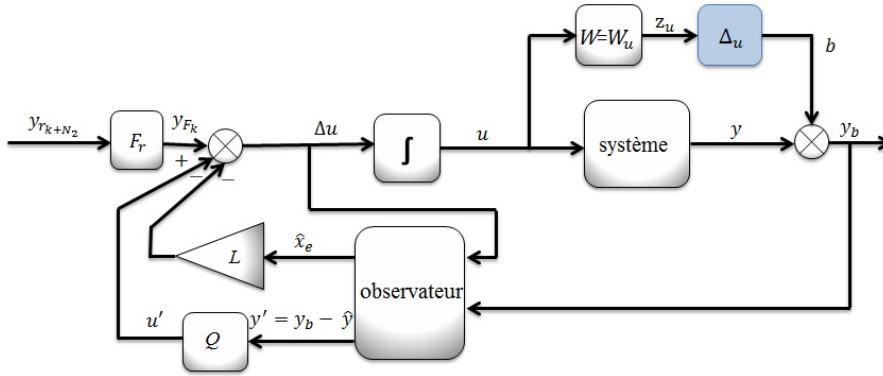 W=W_u
z_u
Δ_u
b
y_{r_{k+N_2}}
F_r
y_{F_k}
+
−
−
Δu
∫
u
système
y
y_b
L
x̂_e
observateur
u′
Q
y′ = y_b − ŷ